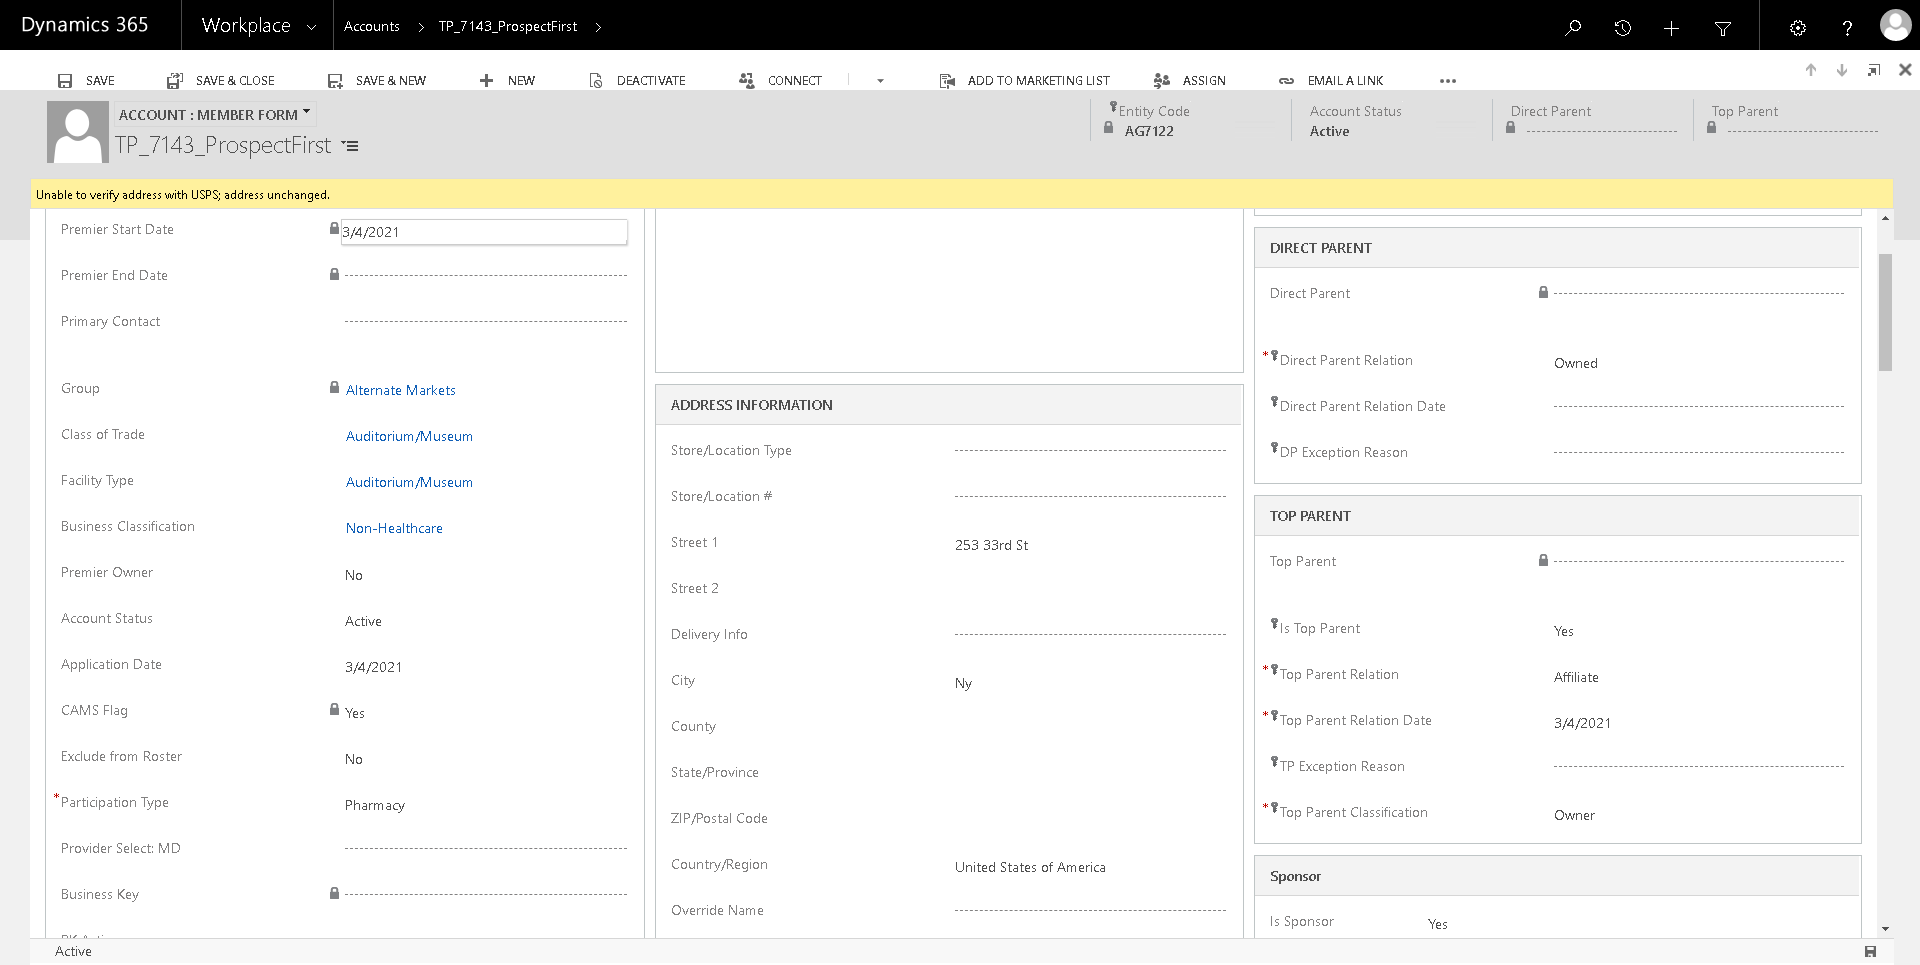 Dynamics 365
Workplace
Accounts
TP_7143_ProspectFirst
?
SAVE
SAVE & CLOSE
SAVE & NEW
NEW
DEACTIVATE
CONNECT
ADD TO MARKETING LIST
ASSIGN
EMAIL A LINK
ACCOUNT : MEMBER FORM
TP_7143_ProspectFirst
Entity Code
AG7122
Account Status
Active
Direct Parent
Top Parent
Unable to verify address with USPS; address unchanged.
Premier Start Date
3/4/2021
Premier End Date
Primary Contact
Group
Alternate Markets
Class of Trade
Auditorium/Museum
Facility Type
Auditorium/Museum
Business Classification
Non-Healthcare
Premier Owner
No
Account Status
Active
Application Date
3/4/2021
CAMS Flag
Yes
Exclude from Roster
No
*Participation Type
Pharmacy
Provider Select: MD
Business Key
ADDRESS INFORMATION
Store/Location Type
Store/Location #
Street 1
253 33rd St
Street 2
Delivery Info
City
Ny
County
State/Province
ZIP/Postal Code
Country/Region
United States of America
Override Name
DIRECT PARENT
Direct Parent
*Direct Parent Relation
Owned
Direct Parent Relation Date
DP Exception Reason
TOP PARENT
Top Parent
Is Top Parent
Yes
*Top Parent Relation
Affiliate
*Top Parent Relation Date
3/4/2021
TP Exception Reason
*Top Parent Classification
Owner
Sponsor
Is Sponsor
Yes
Active